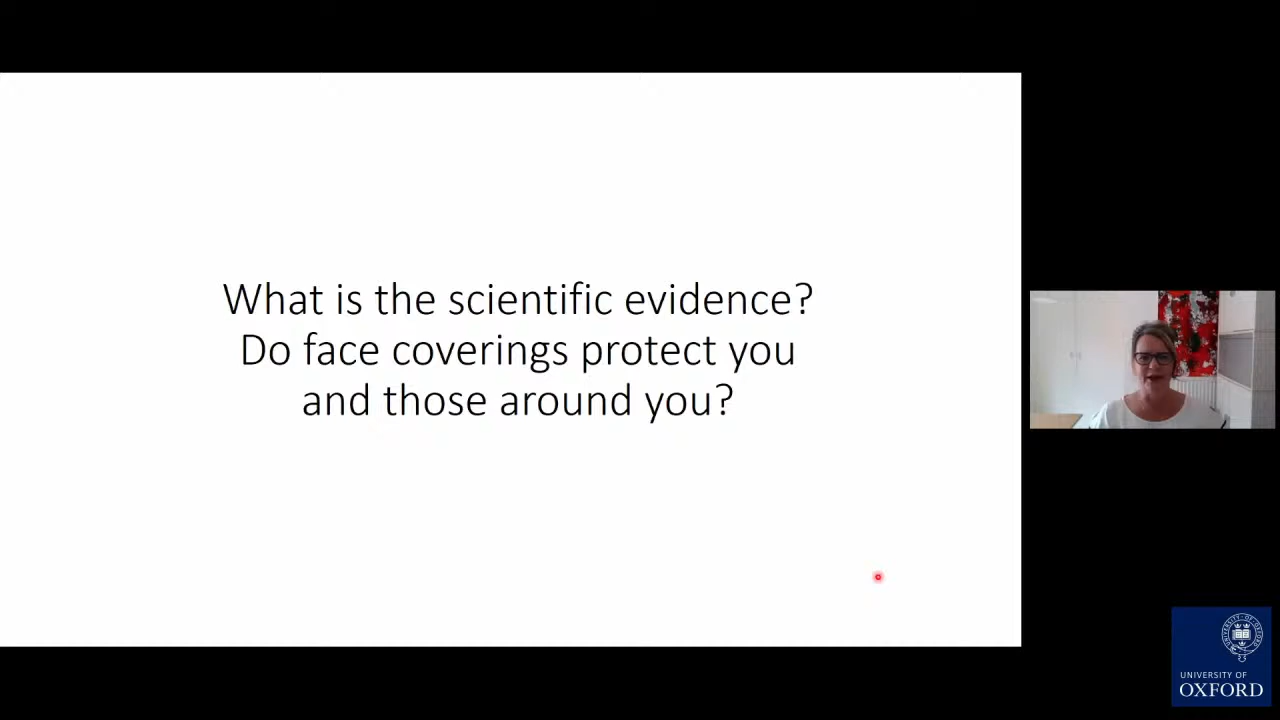 What is the scientific evidence?
Do face coverings protect you
and those around you?
UNIVERSITY OF
OXFORD